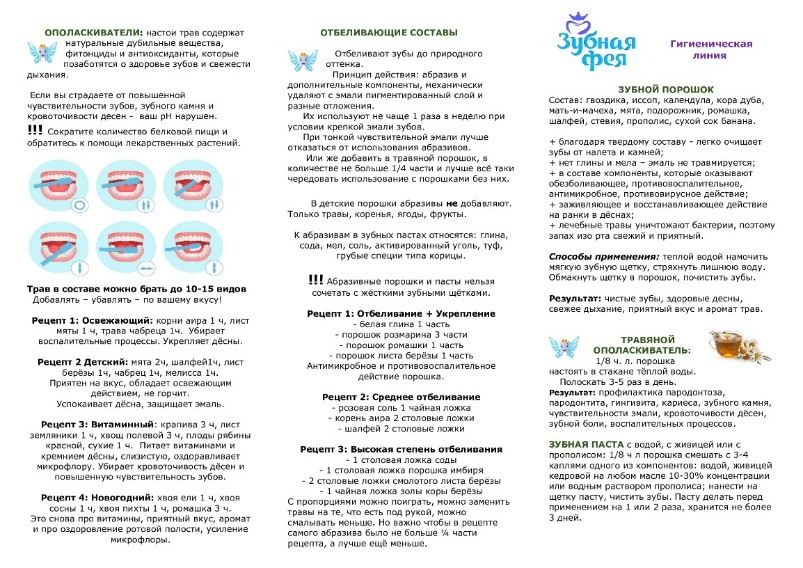 ОПОЛАСКИВАТЕЛИ: настои трав содержат
натуральные дубильные вещества,
фитонциды и антиоксиданты, которые
позаботятся о здоровье зубов и свежести
дыхания.
Если вы страдаете от повышенной
чувствительности зубов, зубного камня и
кровоточивости десен - ваш pH нарушен.
!!! Сократите количество белковой пищи и
обратитесь к помощи лекарственных растений.
Трав в составе можно брать до 10-15 видов
Добавлять – убавлять – по вашему вкусу!
Рецепт 1: Освежающий: корни аира 1 ч, лист
мяты 1 ч, трава чабреца 1ч. Убирает
воспалительные процессы. Укрепляет дёсны.
Рецепт 2 Детский: мята 2ч, шалфей1ч, лист
берёзы 1 ч, чабрец 1ч, мелисса 1ч.
Приятен на вкус, обладает освежающим
действием, не горчит.
Успокаивает дёсна, защищает эмаль.
Рецепт 3: Витаминный: крапива 3 ч, лист
земляники 1 ч, хвощ полевой 3 ч, плоды рябины
красной, сухие 1 ч. Питает витаминами и
кремнием дёсны, слизистую, оздоравливает
микрофлору. Убирает кровоточивость дёсен и
повышенную чувствительность зубов.
Рецепт 4: Новогодний: хвоя ели 1 ч, хвоя
сосны 1 ч, хвоя пихты 1 ч, ромашка 3 ч.
Это снова про витамины, приятный вкус, аромат
и про оздоровление ротовой полости, усиление
микрофлоры.
ОТБЕЛИВАЮЩИЕ СОСТАВЫ
Отбеливают зубы до природного
оттенка.
Принцип действия: абразив и
дополнительные компоненты, механически
удаляют с эмали пигментированный слой и
разные отложения.
Их используют не чаще 1 раза в неделю при
условии крепкой эмали зубов.
При тонкой чувствительной эмали лучше
отказаться от использования абразивов.
Или же добавить в травяной порошок, в
количестве не больше 1/4 части и лучше всё таки
чередовать использование с порошками без них.
В детские порошки абразивы не добавляют.
Только травы, коренья, ягоды, фрукты.
К абразивам в зубных пастах относятся: глина,
сода, мел, соль, активированный уголь, туф,
грубые специи типа корицы.
!!! Абразивные порошки и пасты нельзя
сочетать с жёсткими зубными щётками.
Рецепт 1: Отбеливание + Укрепление
- белая глина 1 часть
- порошок розмарина 3 части
- порошок ромашки 1 часть
- порошок листа берёзы 1 часть
Антимикробное и противовоспалительное
действие порошка.
Рецепт 2: Среднее отбеливание
- розовая соль 1 чайная ложка
- корень аира 2 столовые ложки
- шалфей 2 столовые ложки
Рецепт 3: Высокая степень отбеливания
- 1 столовая ложка соды
- 1 столовая ложка порошка имбиря
- 2 столовые ложки смолотого листа берёзы
- 1 чайная ложка золы коры берёзы
С пропорциями можно поиграть, можно заменить
травы на те, что есть под рукой, можно
смалывать меньше. Но важно чтобы в рецепте
самого абразива было не больше ¼ части
рецепта, а лучше ещё меньше.
Зубная
фея
Гигиеническая
линия
ЗУБНОЙ ПОРОШОК
Состав: гвоздика, иссоп, календула, кора дуба,
мать-и-мачеха, мята, подорожник, ромашка,
шалфей, стевия, прополис, сухой сок банана.
+ благодаря твердому составу - легко очищает
зубы от налета и камней;
+ нет глины и мела – эмаль не травмируется;
+ в составе компоненты, которые оказывают
обезболивающее, противовоспалительное,
антимикробное, противовирусное действие;
+ заживляющее и восстанавливающее действие
на ранки в дёснах;
+ лечебные травы уничтожают бактерии, поэтому
запах изо рта свежий и приятный.
Способы применения: теплой водой намочить
мягкую зубную щетку, стряхнуть лишнюю воду.
Обмакнуть щетку в порошок, почистить зубы.
Результат: чистые зубы, здоровые десны,
свежее дыхание, приятный вкус и аромат трав.
ТРАВЯНОЙ
ОПОЛАСКИВАТЕЛЬ:
1/8 ч. л. порошка
настоять в стакане тёплой воды.
Полоскать 3-5 раз в день.
Результат: профилактика пародонтоза,
пародонтита, гингивита, кариеса, зубного камня,
чувствительности эмали, кровоточивости дёсен,
зубной боли, воспалительных процессов.
ЗУБНАЯ ПАСТА с водой, с живицей или с
прополисом: 1/8 ч л порошка смешать с 3-4
каплями одного из компонентов: водой, живицей
кедровой на любом масле 10-30% концентрации
или водным раствором прополиса; нанести на
щетку пасту, чистить зубы. Пасту делать перед
применением на 1 или 2 раза, хранится не более
3 дней.